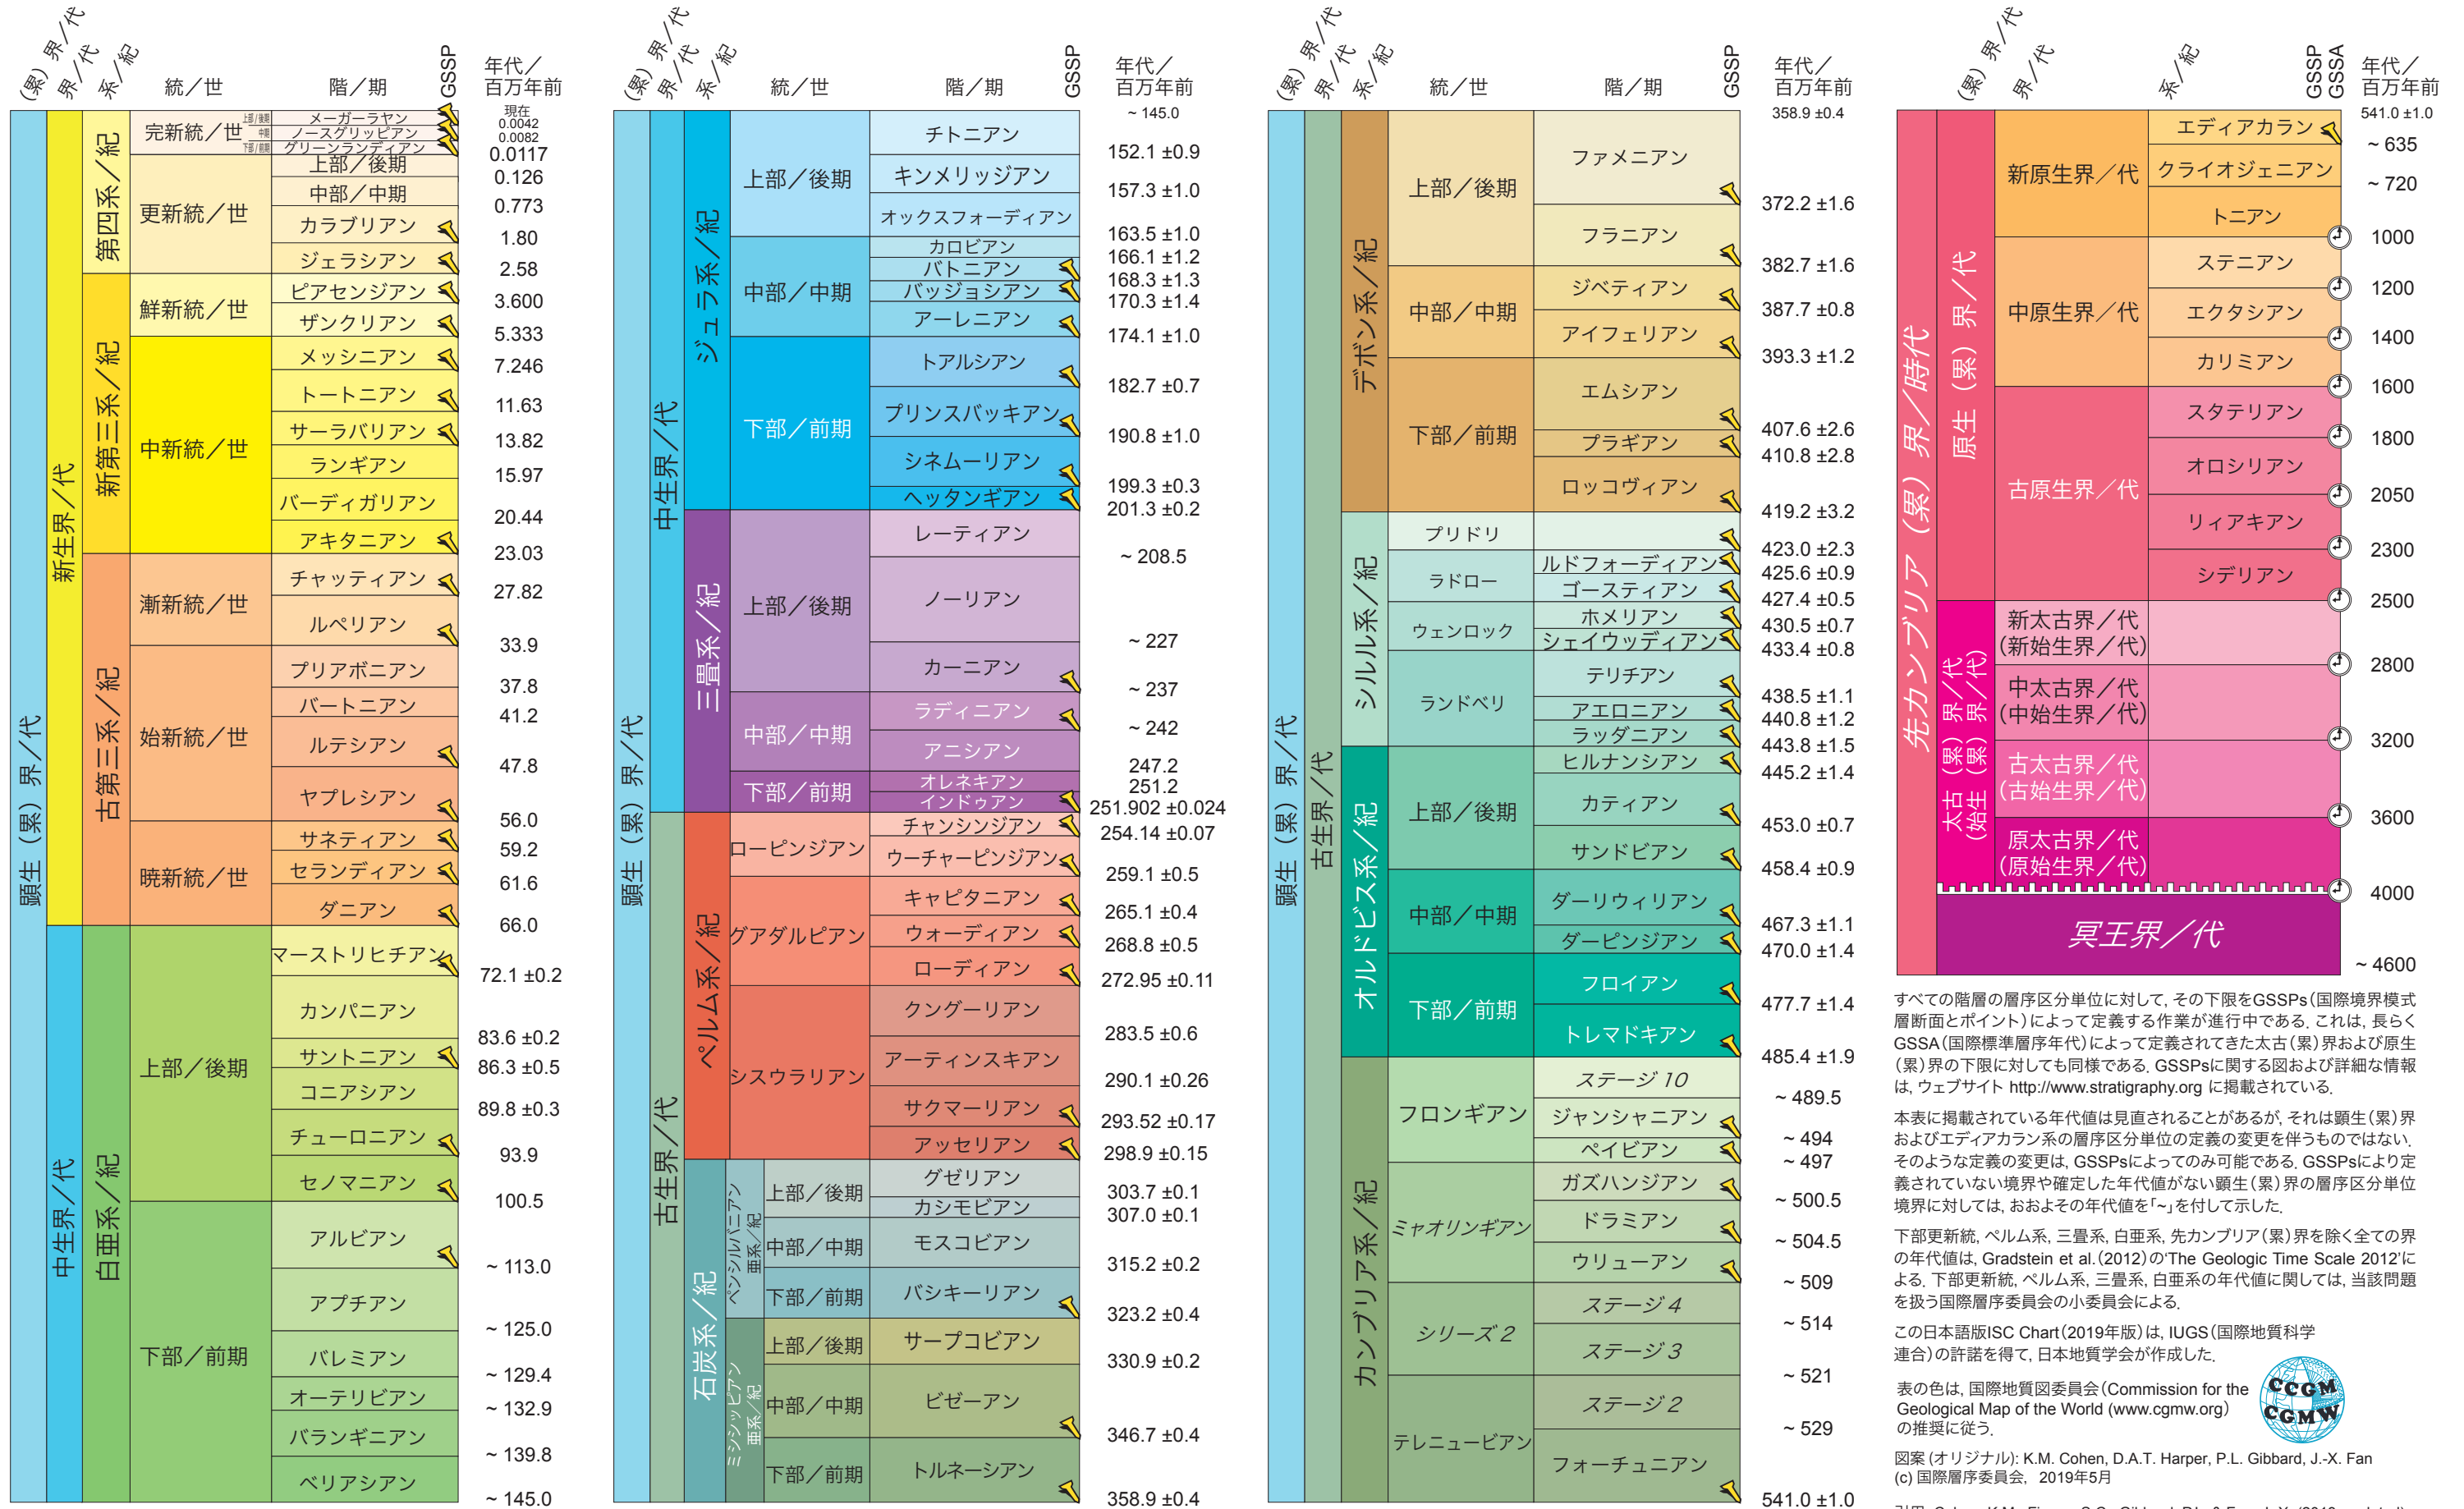 (累) 界／代
界／代
系／紀
統／世
階／期
GSSP
年代／
百万年前
顕生（累）界／代
新生界／代
第四系／紀
完新統／世
上部/後期
メーガーラヤン
現在
0.0042
中期
ノースグリッピアン
0.0082
下部/前期
グリーンランディアン
0.0117
更新統／世
上部／後期
0.126
中部／中期
0.773
カラブリアン
1.80
ジェラシアン
2.58
新第三系／紀
鮮新統／世
ピアセンジアン
3.600
ザンクリアン
5.333
中新統／世
メッシニアン
7.246
トートニアン
11.63
サーラバリアン
13.82
ランギアン
15.97
バーディガリアン
20.44
アキタニアン
23.03
古第三系／紀
漸新統／世
チャッティアン
27.82
ルペリアン
33.9
始新統／世
プリアボニアン
37.8
バートニアン
41.2
ルテシアン
47.8
ヤプレシアン
56.0
暁新統／世
サネティアン
59.2
セランディアン
61.6
ダニアン
66.0
中生界／代
白亜系／紀
上部／後期
マーストリヒチアン
72.1 ±0.2
カンパニアン
83.6 ±0.2
サントニアン
86.3 ±0.5
コニアシアン
89.8 ±0.3
チューロニアン
93.9
セノマニアン
100.5
下部／前期
アルビアン
~ 113.0
アプチアン
~ 125.0
バレミアン
~ 129.4
オーテリビアン
~ 132.9
バランギニアン
~ 139.8
ベリアシアン
~ 145.0
(累) 界／代
界／代
系／紀
統／世
階／期
GSSP
年代／
百万年前
~ 145.0
顕生（累）界／代
中生界／代
ジュラ系／紀
上部／後期
チトニアン
152.1 ±0.9
キンメリッジアン
157.3 ±1.0
オックスフォーディアン
163.5 ±1.0
中部／中期
カロビアン
166.1 ±1.2
バトニアン
168.3 ±1.3
バッジョシアン
170.3 ±1.4
アーレニアン
174.1 ±1.0
下部／前期
トアルシアン
182.7 ±0.7
プリンスバッキアン
190.8 ±1.0
シネムーリアン
199.3 ±0.3
ヘッタンギアン
201.3 ±0.2
三畳系／紀
上部／後期
レーティアン
~ 208.5
ノーリアン
~ 227
カーニアン
~ 237
中部／中期
ラディニアン
~ 242
アニシアン
247.2
下部／前期
オレネキアン
251.2
インドゥアン
251.902 ±0.024
古生界／代
ペルム系／紀
ローピンジアン
チャンシンジアン
254.14 ±0.07
ウーチャーピンジアン
259.1 ±0.5
グアダルピアン
キャピタニアン
265.1 ±0.4
ウォーディアン
268.8 ±0.5
ローディアン
272.95 ±0.11
シスウラリアン
クングーリアン
283.5 ±0.6
アーティンスキアン
290.1 ±0.26
サクマーリアン
293.52 ±0.17
アッセリアン
298.9 ±0.15
石炭系／紀
ペンシルバニアン
亜系／紀
上部／後期
グゼリアン
303.7 ±0.1
カシモビアン
307.0 ±0.1
中部／中期
モスコビアン
315.2 ±0.2
下部／前期
バシキーリアン
323.2 ±0.4
ミシシッピアン
亜系／紀
上部／後期
サープコビアン
330.9 ±0.2
中部／中期
ビゼーアン
346.7 ±0.4
下部／前期
トルネーシアン
358.9 ±0.4
(累) 界／代
界／代
系／紀
統／世
階／期
GSSP
年代／
百万年前
358.9 ±0.4
顕生（累）界／代
古生界／代
デボン系／紀
上部／後期
ファメニアン
372.2 ±1.6
フラニアン
382.7 ±1.6
中部／中期
ジベティアン
387.7 ±0.8
アイフェリアン
393.3 ±1.2
下部／前期
エムシアン
407.6 ±2.6
プラギアン
410.8 ±2.8
ロッコヴィアン
419.2 ±3.2
シルル系／紀
プリドリ
423.0 ±2.3
ラドロー
ルドフォーディアン
425.6 ±0.9
ゴースティアン
427.4 ±0.5
ウェンロック
ホメリアン
430.5 ±0.7
シェイウッディアン
433.4 ±0.8
ランドベリ
テリチアン
438.5 ±1.1
アエロニアン
440.8 ±1.2
ラッダニアン
443.8 ±1.5
オルドビス系／紀
上部／後期
ヒルナンシアン
445.2 ±1.4
カティアン
453.0 ±0.7
サンドビアン
458.4 ±0.9
中部／中期
ダーリウィリアン
467.3 ±1.1
ダーピンジアン
470.0 ±1.4
下部／前期
フロイアン
477.7 ±1.4
トレマドキアン
485.4 ±1.9
カンブリア系／紀
フロンギアン
ステージ 10
~ 489.5
ジャンシャニアン
~ 494
ペイビアン
~ 497
ミャオリンギアン
ガズハンジアン
~ 500.5
ドラミアン
~ 504.5
ウリューアン
~ 509
シリーズ 2
ステージ 4
~ 514
ステージ 3
~ 521
テレニュービアン
ステージ 2
~ 529
フォーチュニアン
541.0 ±1.0
(累) 界／代
界／代
系／紀
GSSP
GSSA
年代／
百万年前
541.0 ±1.0
先カンブリア（累）界／時代
原生（累）界／代
新原生界／代
エディアカラン
~ 635
クライオジェニアン
~ 720
トニアン
1000
中原生界／代
ステニアン
1200
エクタシアン
1400
カリミアン
1600
古原生界／代
スタテリアン
1800
オロシリアン
2050
リィアキアン
2300
シデリアン
2500
太古（累）界／代
(始生（累）界／代)
新太古界／代
(新始生界／代)
2800
中太古界／代
(中始生界／代)
3200
古太古界／代
(古始生界／代)
3600
原太古界／代
(原始生界／代)
4000
冥王界／代
~ 4600
すべての階層の層序区分単位に対して, その下限をGSSPs（国際境界模式
層断面とポイント）によって定義する作業が進行中である. これは, 長らく
GSSA（国際標準層序年代）によって定義されてきた太古（累）界および原生
（累）界の下限に対しても同様である. GSSPsに関する図および詳細な情報
は, ウェブサイト http://www.stratigraphy.org に掲載されている.
本表に掲載されている年代値は見直されることがあるが, それは顕生（累）界
およびエディアカラン系の層序区分単位の定義の変更を伴うものではない.
そのような定義の変更は, GSSPsによってのみ可能である. GSSPsにより定
義されていない境界や確定した年代値がない顕生（累）界の層序区分単位
境界に対しては, おおよその年代値を「~」を付して示した.
下部更新統, ペルム系, 三畳系, 白亜系, 先カンブリア（累）界を除く全ての界
の年代値は, Gradstein et al.（2012）の‘The Geologic Time Scale 2012’に
よる. 下部更新統, ペルム系, 三畳系, 白亜系の年代値に関しては, 当該問題
を扱う国際層序委員会の小委員会による.
この日本語版ISC Chart（2019年版）は, IUGS（国際地質科学
連合）の許諾を得て, 日本地質学会が作成した.
表の色は, 国際地質図委員会（Commission for the
Geological Map of the World (www.cgmw.org)
の推奨に従う.
CCGM
CGMW
図案 (オリジナル): K.M. Cohen, D.A.T. Harper, P.L. Gibbard, J.-X. Fan
(c) 国際層序委員会, 2019年5月